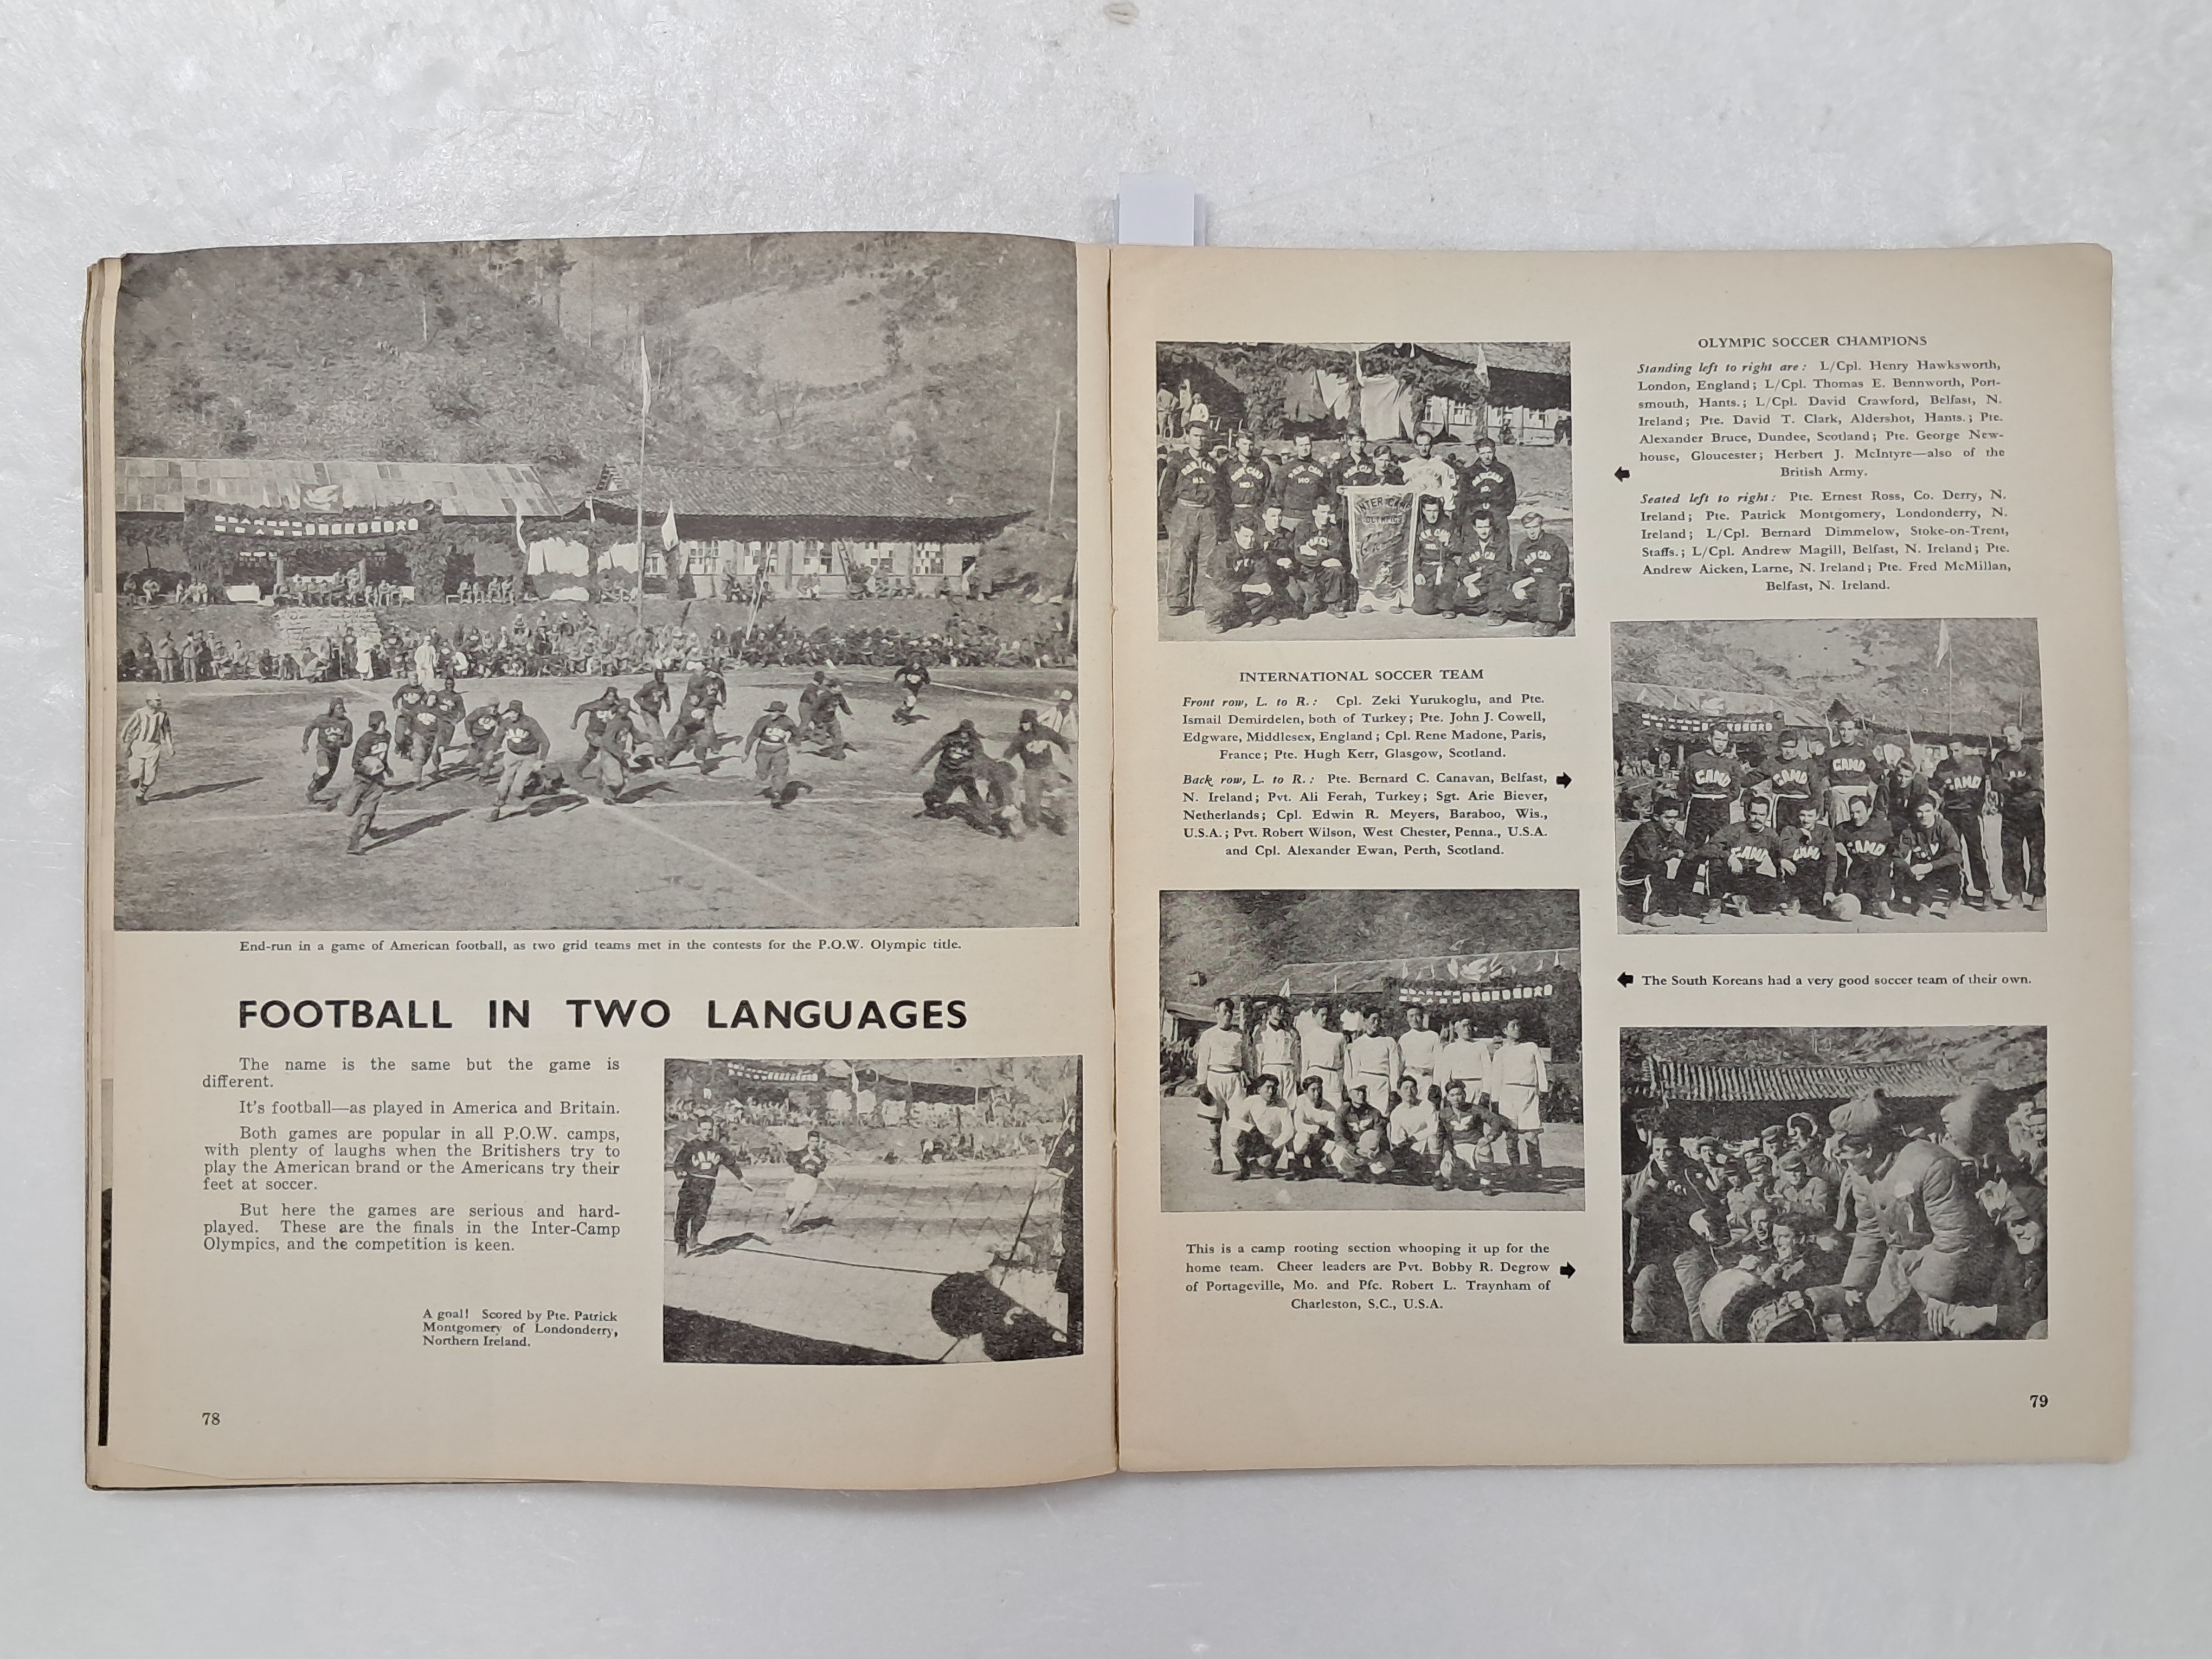 End-run in a game of American football, as two grid teams met in the contests for the P.O.W. Olympic title.
FOOTBALL IN TWO LANGUAGES
The name is the same but the game is
different.
It's football—as played in America and Britain.
Both games are popular in all P.O.W. camps,
with plenty of laughs when the Britishers try to
play the American brand or the Americans try their
feet at soccer.
But here the games are serious and hard-
played. These are the finals in the Inter-Camp
Olympics, and the competition is keen.
A goal! Scored by Pte. Patrick
Montgomery of Londonderry,
Northern Ireland.
78
INTER CAMP
OLYMPICS
OLYMPIC SOCCER CHAMPIONS
Standing left to right are: L/Cpl. Henry Hawksworth,
London, England; L/Cpl. Thomas E. Bennworth, Port-
smouth, Hants.; L/Cpl. David Crawford, Belfast, N.
Ireland; Pte. David T. Clark, Aldershot, Hants.; Pte.
Alexander Bruce, Dundee, Scotland; Pte. George New-
house, Gloucester; Herbert J. McIntyre—also of the
British Army.
Seated left to right: Pte. Ernest Ross, Co. Derry, N.
Ireland; Pte. Patrick Montgomery, Londonderry, N.
Ireland; L/Cpl. Bernard Dimmelow, Stoke-on-Trent,
Staffs.; L/Cpl. Andrew Magill, Belfast, N. Ireland; Pte.
Andrew Aicken, Larne, N. Ireland; Pte. Fred McMillan,
Belfast, N. Ireland.
INTERNATIONAL SOCCER TEAM
Front row, L. to R.: Cpl. Zeki Yurukoglu, and Pte.
Ismail Demirdelen, both of Turkey; Pte. John J. Cowell,
Edgware, Middlesex, England; Cpl. Rene Madone, Paris,
France; Pte. Hugh Kerr, Glasgow, Scotland.
Back row, L. to R.: Pte. Bernard C. Canavan, Belfast,
N. Ireland; Pvt. Ali Ferah, Turkey; Sgt. Arie Biever,
Netherlands; Cpl. Edwin R. Meyers, Baraboo, Wis.,
U.S.A.; Pvt. Robert Wilson, West Chester, Penna., U.S.A.
and Cpl. Alexander Ewan, Perth, Scotland.
CAMP
CAMP
CAMP
CAMP
CAMP
CAMP
CAMP
The South Koreans had a very good soccer team of their own.
This is a camp rooting section whooping it up for the
home team. Cheer leaders are Pvt. Bobby R. Degrow
of Portageville, Mo. and Pfc. Robert L. Traynham of
Charleston, S.C., U.S.A.
79